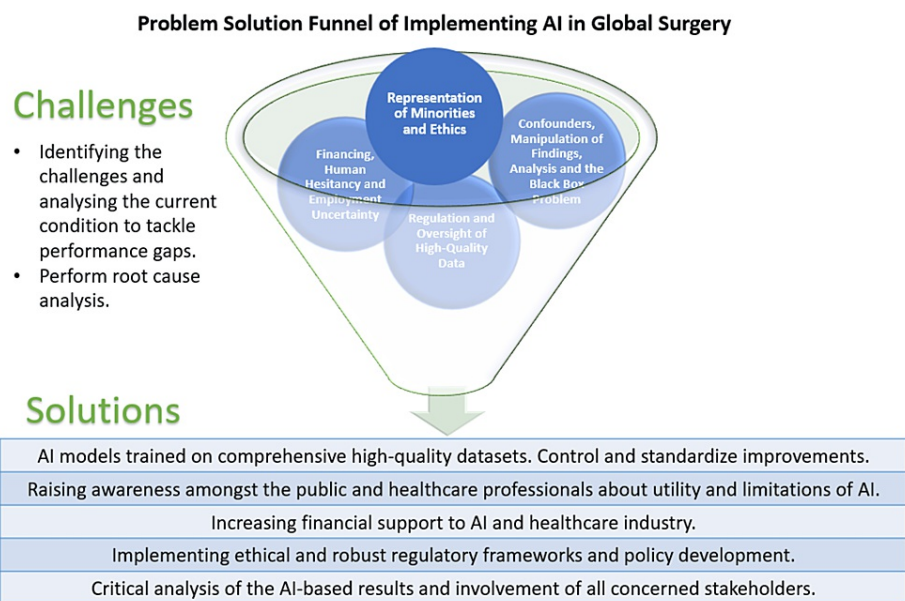 Problem Solution Funnel of Implementing AI in Global Surgery
Challenges
• Identifying the
challenges and
analysing the current
condition to tackle
performance gaps.
• Perform root cause
analysis.
Representation
of Minorities
and Ethics
Financing,
Human
Hesitancy and
Employment
Uncertainty
Confounders,
Manipulation of
Findings,
Analysis and the
Black Box
Problem
Regulation and
Oversight of
High-Quality
Data
Solutions
AI models trained on comprehensive high-quality datasets. Control and standardize improvements.
Raising awareness amongst the public and healthcare professionals about utility and limitations of AI.
Increasing financial support to AI and healthcare industry.
Implementing ethical and robust regulatory frameworks and policy development.
Critical analysis of the AI-based results and involvement of all concerned stakeholders.